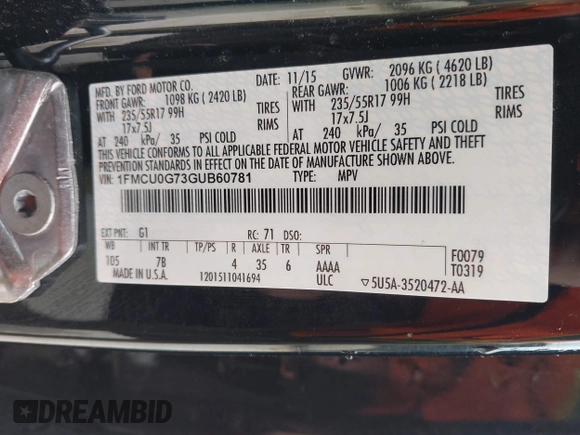 MFD. BY FORD MOTOR CO.
DATE: 11/15 GVWR: 2096 KG ( 4620 LB)
FRONT GAWR: 1098 KG ( 2420 LB) REAR GAWR: 1006 KG ( 2218 LB)
WITH 235/55R17 99H TIRES WITH 235/55R17 99H TIRES
17x7.5J RIMS 17x7.5J RIMS
AT 240 kPa/ 35 PSI COLD AT 240 kPa/ 35 PSI COLD
THIS VEHICLE CONFORMS TO ALL APPLICABLE FEDERAL MOTOR VEHICLE SAFETY AND THEFT
PREVENTION STANDARDS IN EFFECT ON THE DATE OF MANUFACTURE SHOWN ABOVE.
VIN: 1FMCU0G73GUB60781 TYPE: MPV
EXT PNT: G1 RC: 71 DSO:
WB INT TR TP/PS R AXLE TR SPR
105 7B 4 35 6 AAAA
F0079
T0319
MADE IN U.S.A. 1201511041694 ULC ▽5U5A-3520472-AA
DREAMBID